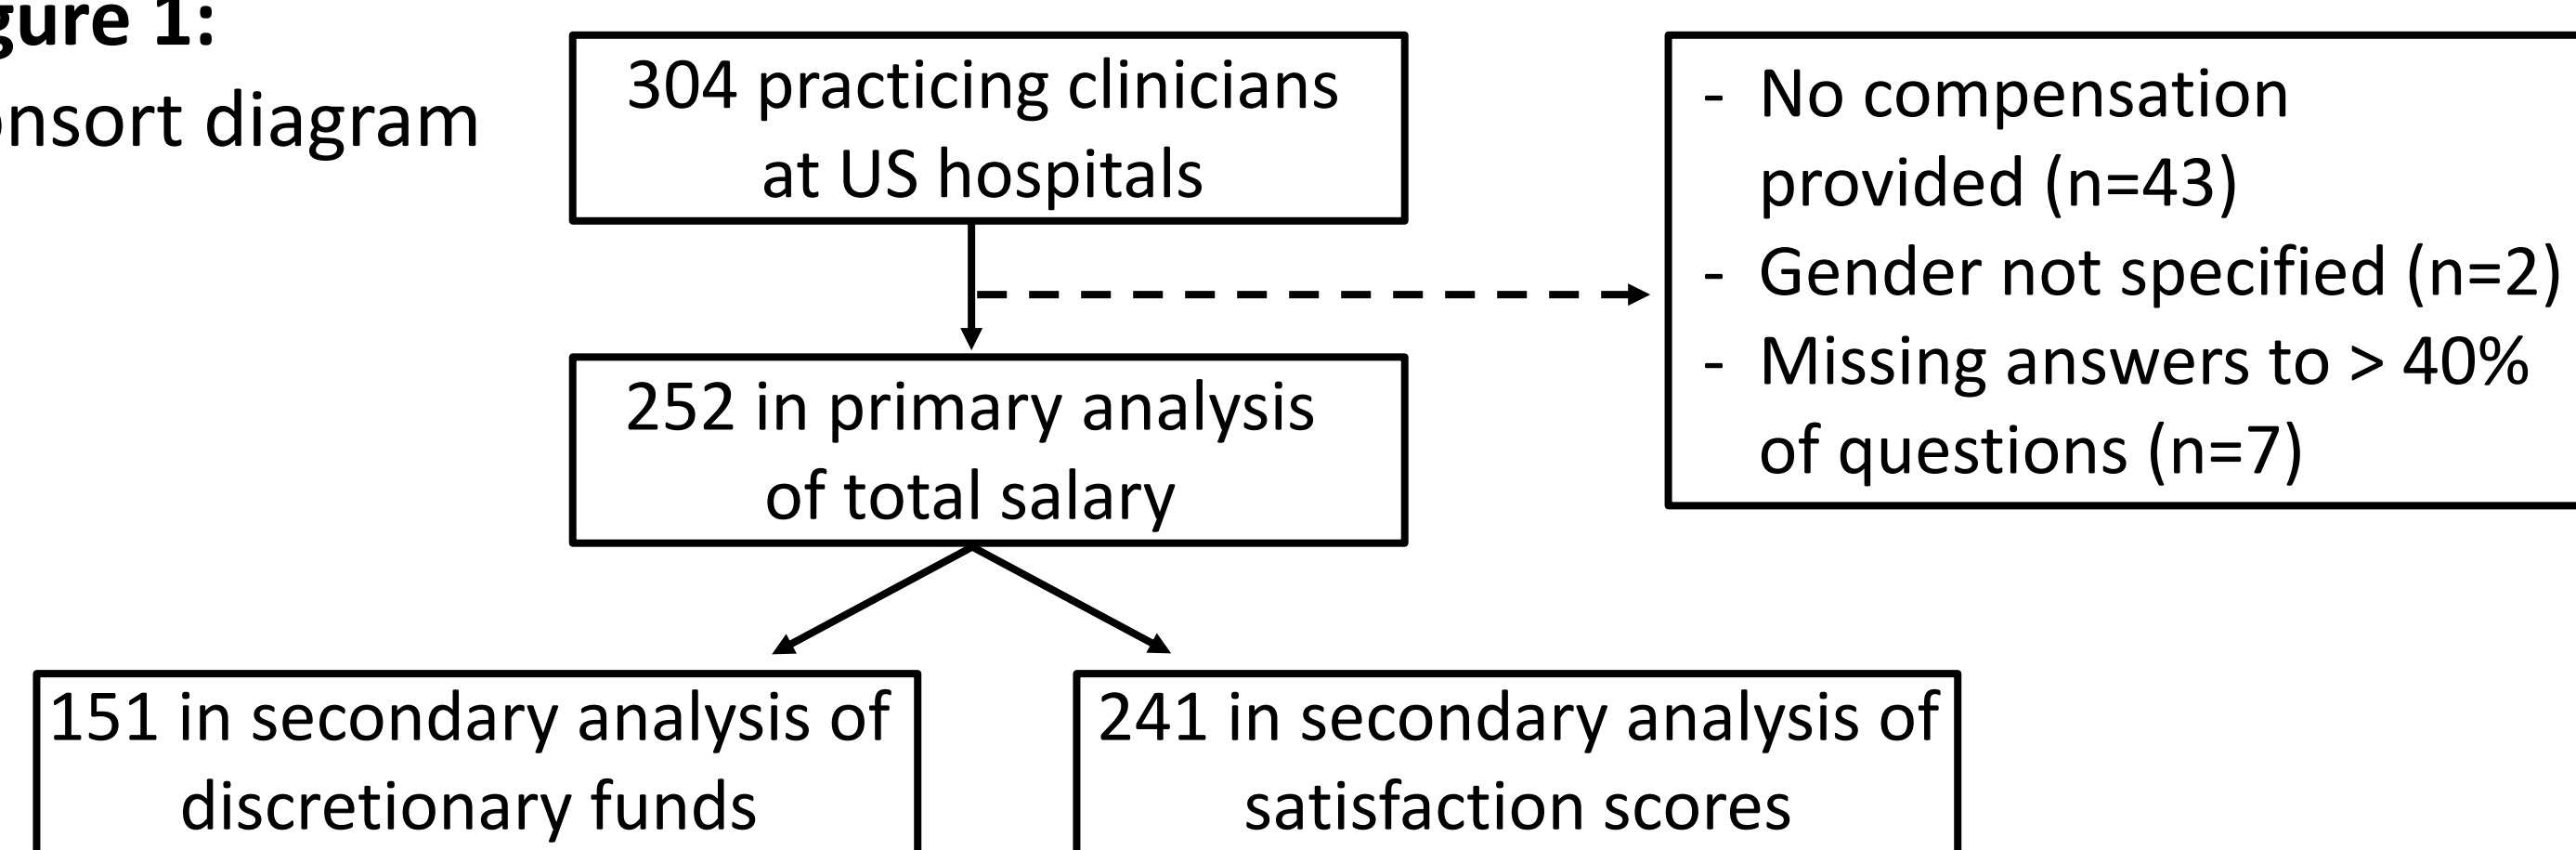 gure 1:
onsort diagram
304 practicing clinicians
at US hospitals
- No compensation
provided (n=43)
- Gender not specified (n=2)
- Missing answers to > 40%
of questions (n=7)
252 in primary analysis
of total salary
151 in secondary analysis of
discretionary funds
241 in secondary analysis of
satisfaction scores